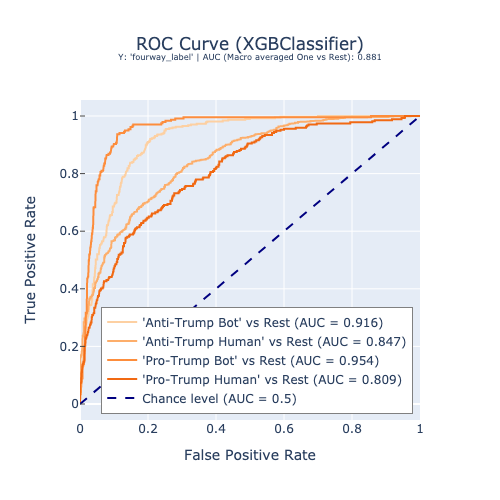 ROC Curve (XGBClassifier)
Y: 'fourway_label' | AUC (Macro averaged One vs Rest): 0.881
True Positive Rate
1
0.8
0.6
0.4
0.2
0
'Anti-Trump Bot' vs Rest (AUC = 0.916)
'Anti-Trump Human' vs Rest (AUC = 0.847)
'Pro-Trump Bot' vs Rest (AUC = 0.954)
'Pro-Trump Human' vs Rest (AUC = 0.809)
Chance level (AUC = 0.5)
0 0.2 0.4 0.6 0.8 1
False Positive Rate